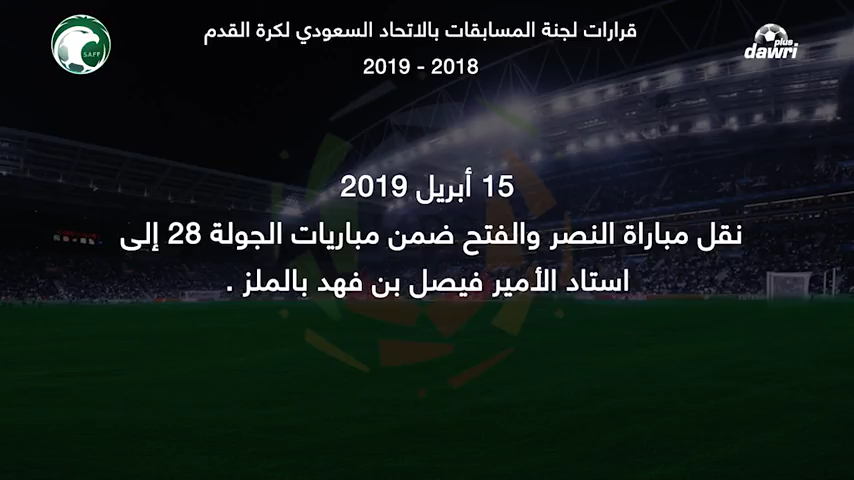 قرارات لجنة المسابقات بالاتحاد السعودي لكرة القدم
2018 - 2019
SAFF
plus
dawri
15 أبريل 2019
نقل مباراة النصر والفتح ضمن مباريات الجولة 28 إلى
استاد الأمير فيصل بن فهد بالملز .